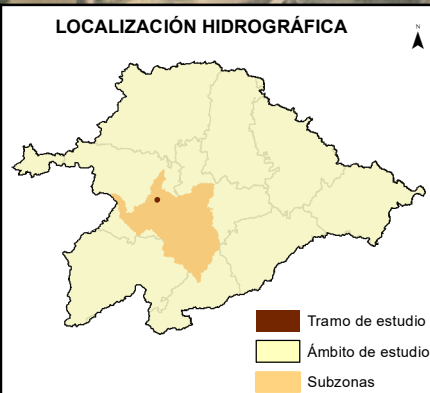 LOCALIZACIÓN HIDROGRÁFICA
N
Tramo de estudio
Ámbito de estudio
Subzonas